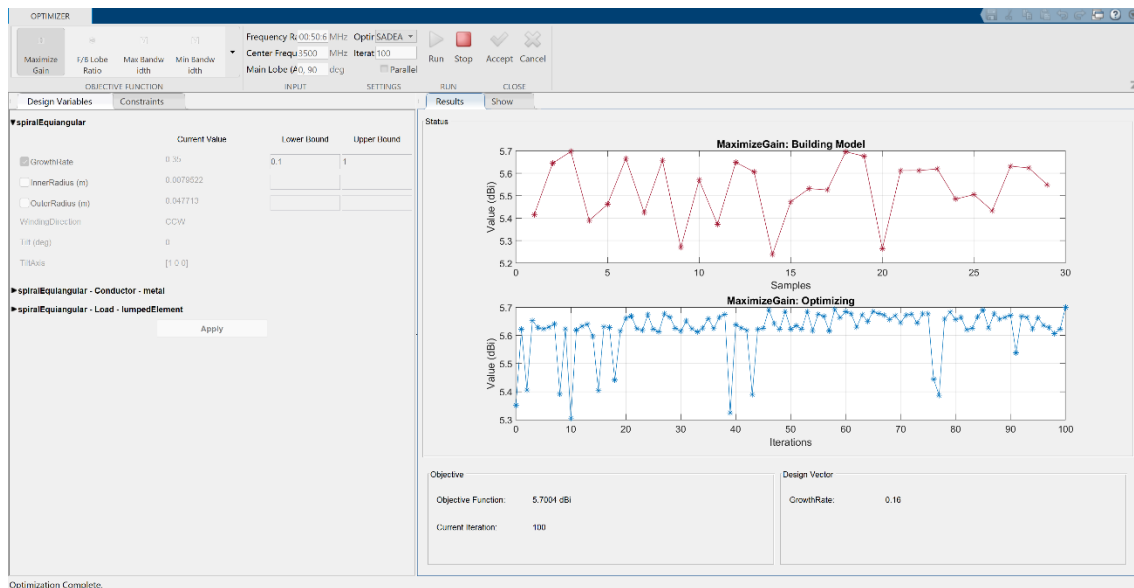 OPTIMIZER
Maximize Gain
F/B Lobe Ratio
Max Bandw idth
Min Bandw idth
OBJECTIVE FUNCTION
Frequency R 00:50:6 MHz
Center Frequ 3500 MHz
Main Lobe (A 0, 90 deg
INPUT
Optir SADEA
Iterat 100
Parallel
SETTINGS
Run
Stop
RUN
Accept
Cancel
CLOSE
Design Variables
Constraints
spiralEquiangular
Current Value Lower Bound Upper Bound
GrowthRate 0.35 0.1 1
InnerRadius (m) 0.0079522
OuterRadius (m) 0.047713
WindingDirection CCW
Tilt (deg) 0
TiltAxis [1 0 0]
spiralEquiangular - Conductor - metal
spiralEquiangular - Load - lumpedElement
Apply
Results
Show
Status
MaximizeGain: Building Model
Value (dBi)
5.7
5.6
5.5
5.4
5.3
5.2
0 5 10 15 20 25 30
Samples
MaximizeGain: Optimizing
Value (dBi)
5.7
5.6
5.5
5.4
5.3
0 10 20 30 40 50 60 70 80 90 100
Iterations
Objective
Objective Function: 5.7004 dBi
Current Iteration: 100
Design Vector
GrowthRate: 0.16
Optimization Complete.